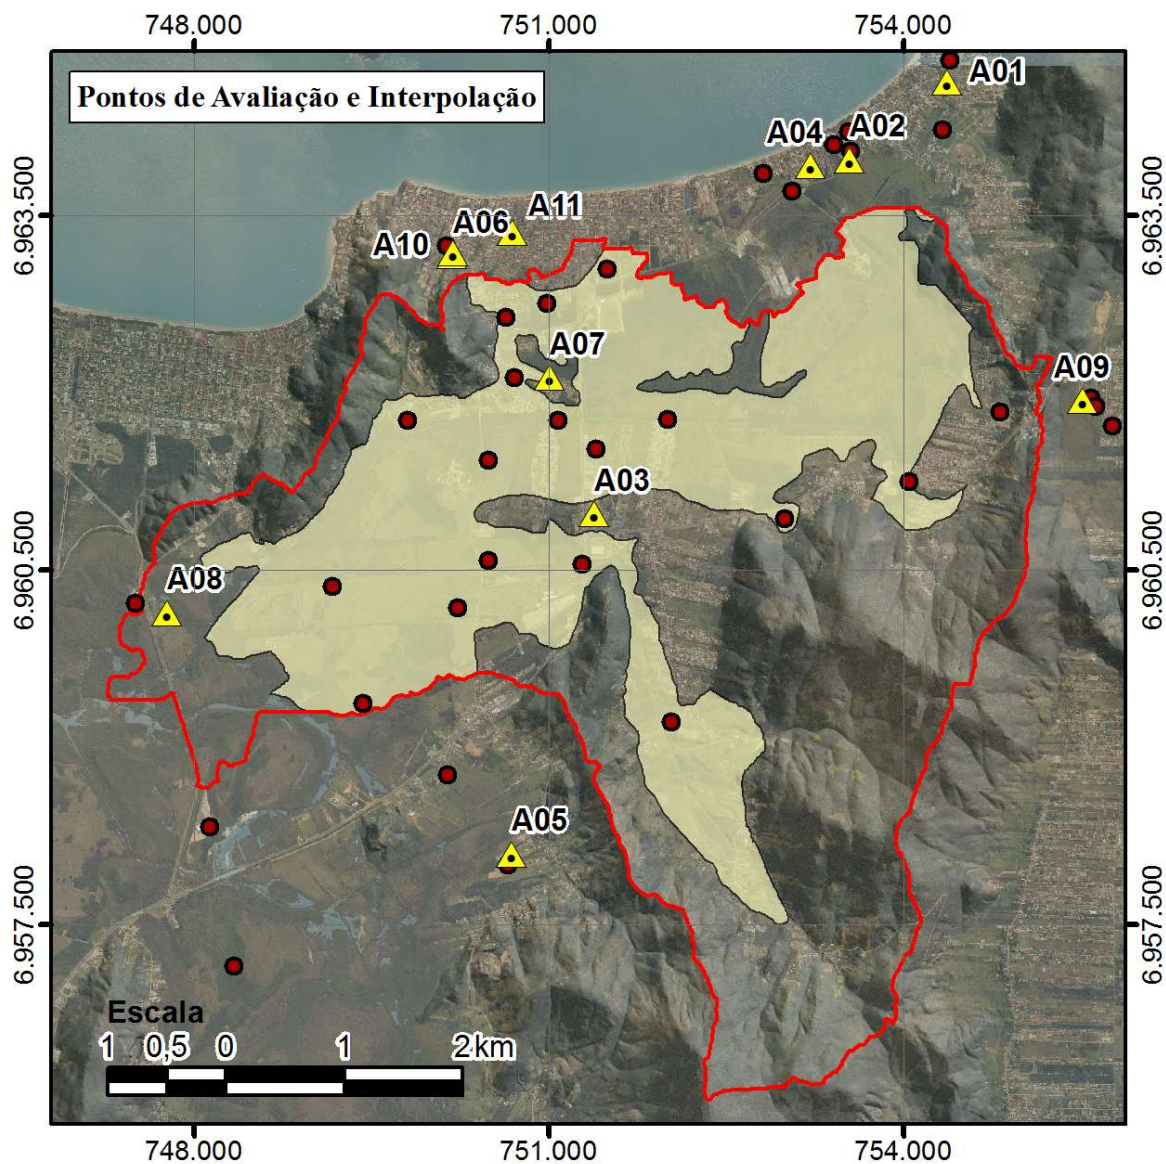 748.000 751.000 754.000
Pontos de Avaliação e Interpolação
A01
A04 A02
6.963.500 6.963.500
A11
A06
A10
A07
A09
A03
6.960.500 6.960.500
A08
A05
6.957.500 6.957.500
Escala
1 0,5 0 1 2 km
748.000 751.000 754.000